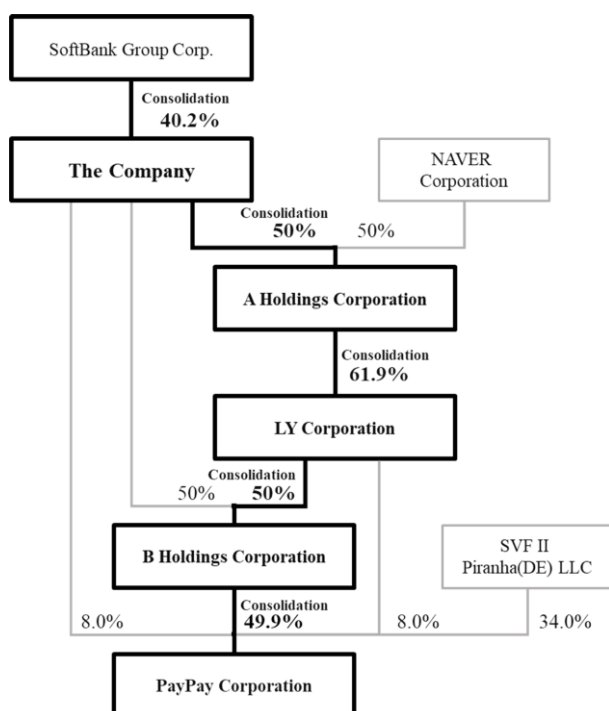 SoftBank Group Corp.
Consolidation
40.2%
The Company
NAVER
Corporation
Consolidation
50% 50%
A Holdings Corporation
Consolidation
61.9%
LY Corporation
Consolidation
50% 50%
B Holdings Corporation
SVF II
Piranha(DE) LLC
Consolidation
8.0% 49.9% 8.0% 34.0%
PayPay Corporation